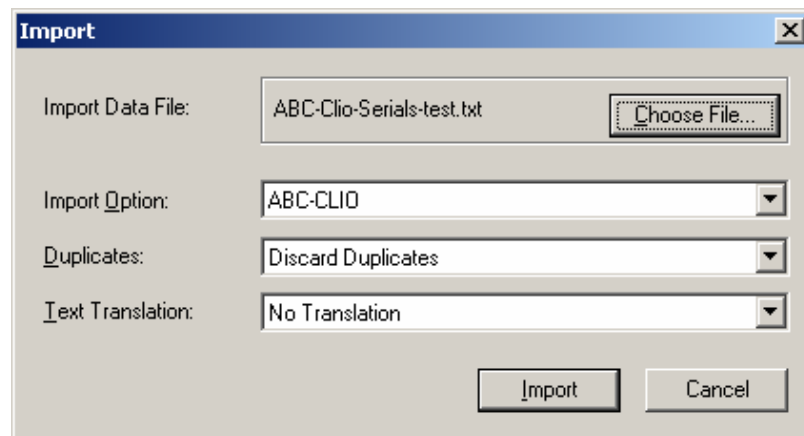 Import
Import Data File: ABC-Clio-Serials-test.txt Choose File...
Import Option: ABC-CLIO
Duplicates: Discard Duplicates
Text Translation: No Translation
Import Cancel